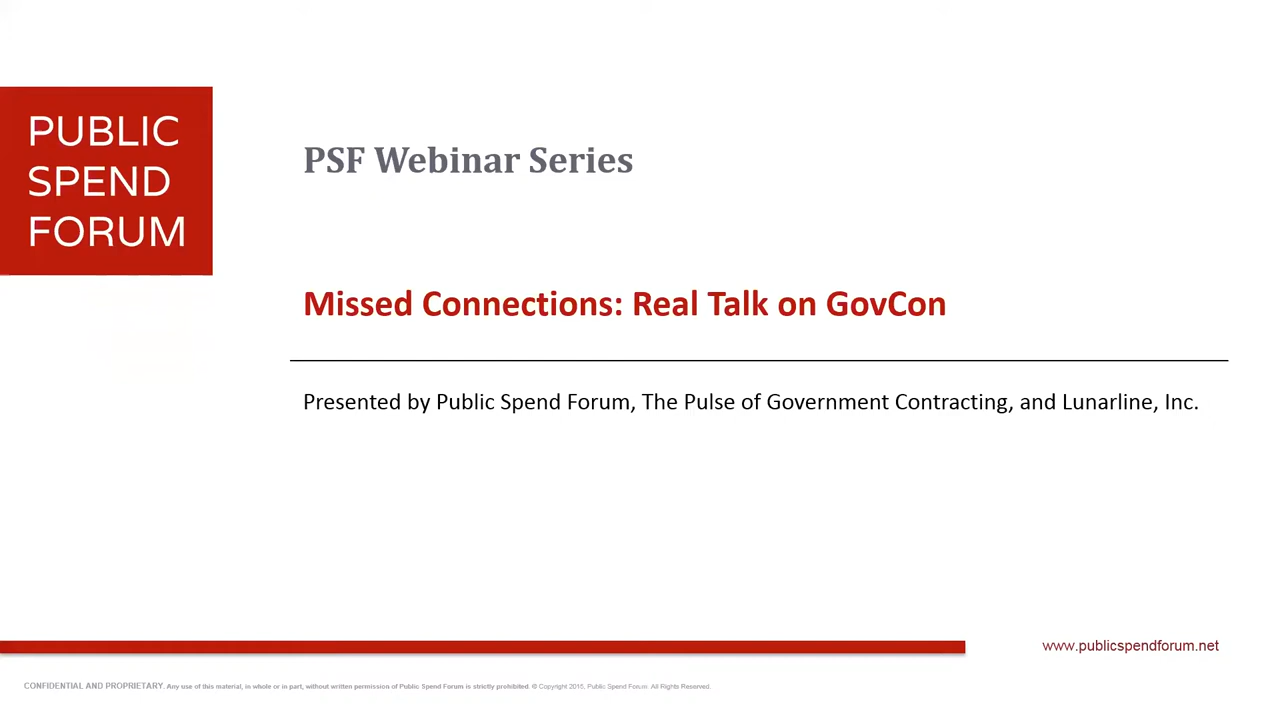 PUBLIC
SPEND
FORUM
PSF Webinar Series
Missed Connections: Real Talk on GovCon
Presented by Public Spend Forum, The Pulse of Government Contracting, and Lunarline, Inc.
www.publicspendforum.net
CONFIDENTIAL AND PROPRIETARY. Any use of this material, in whole or in part, without written permission of Public Spend Forum is strictly prohibited. © Copyright 2015, Public Spend Forum. All Rights Reserved.